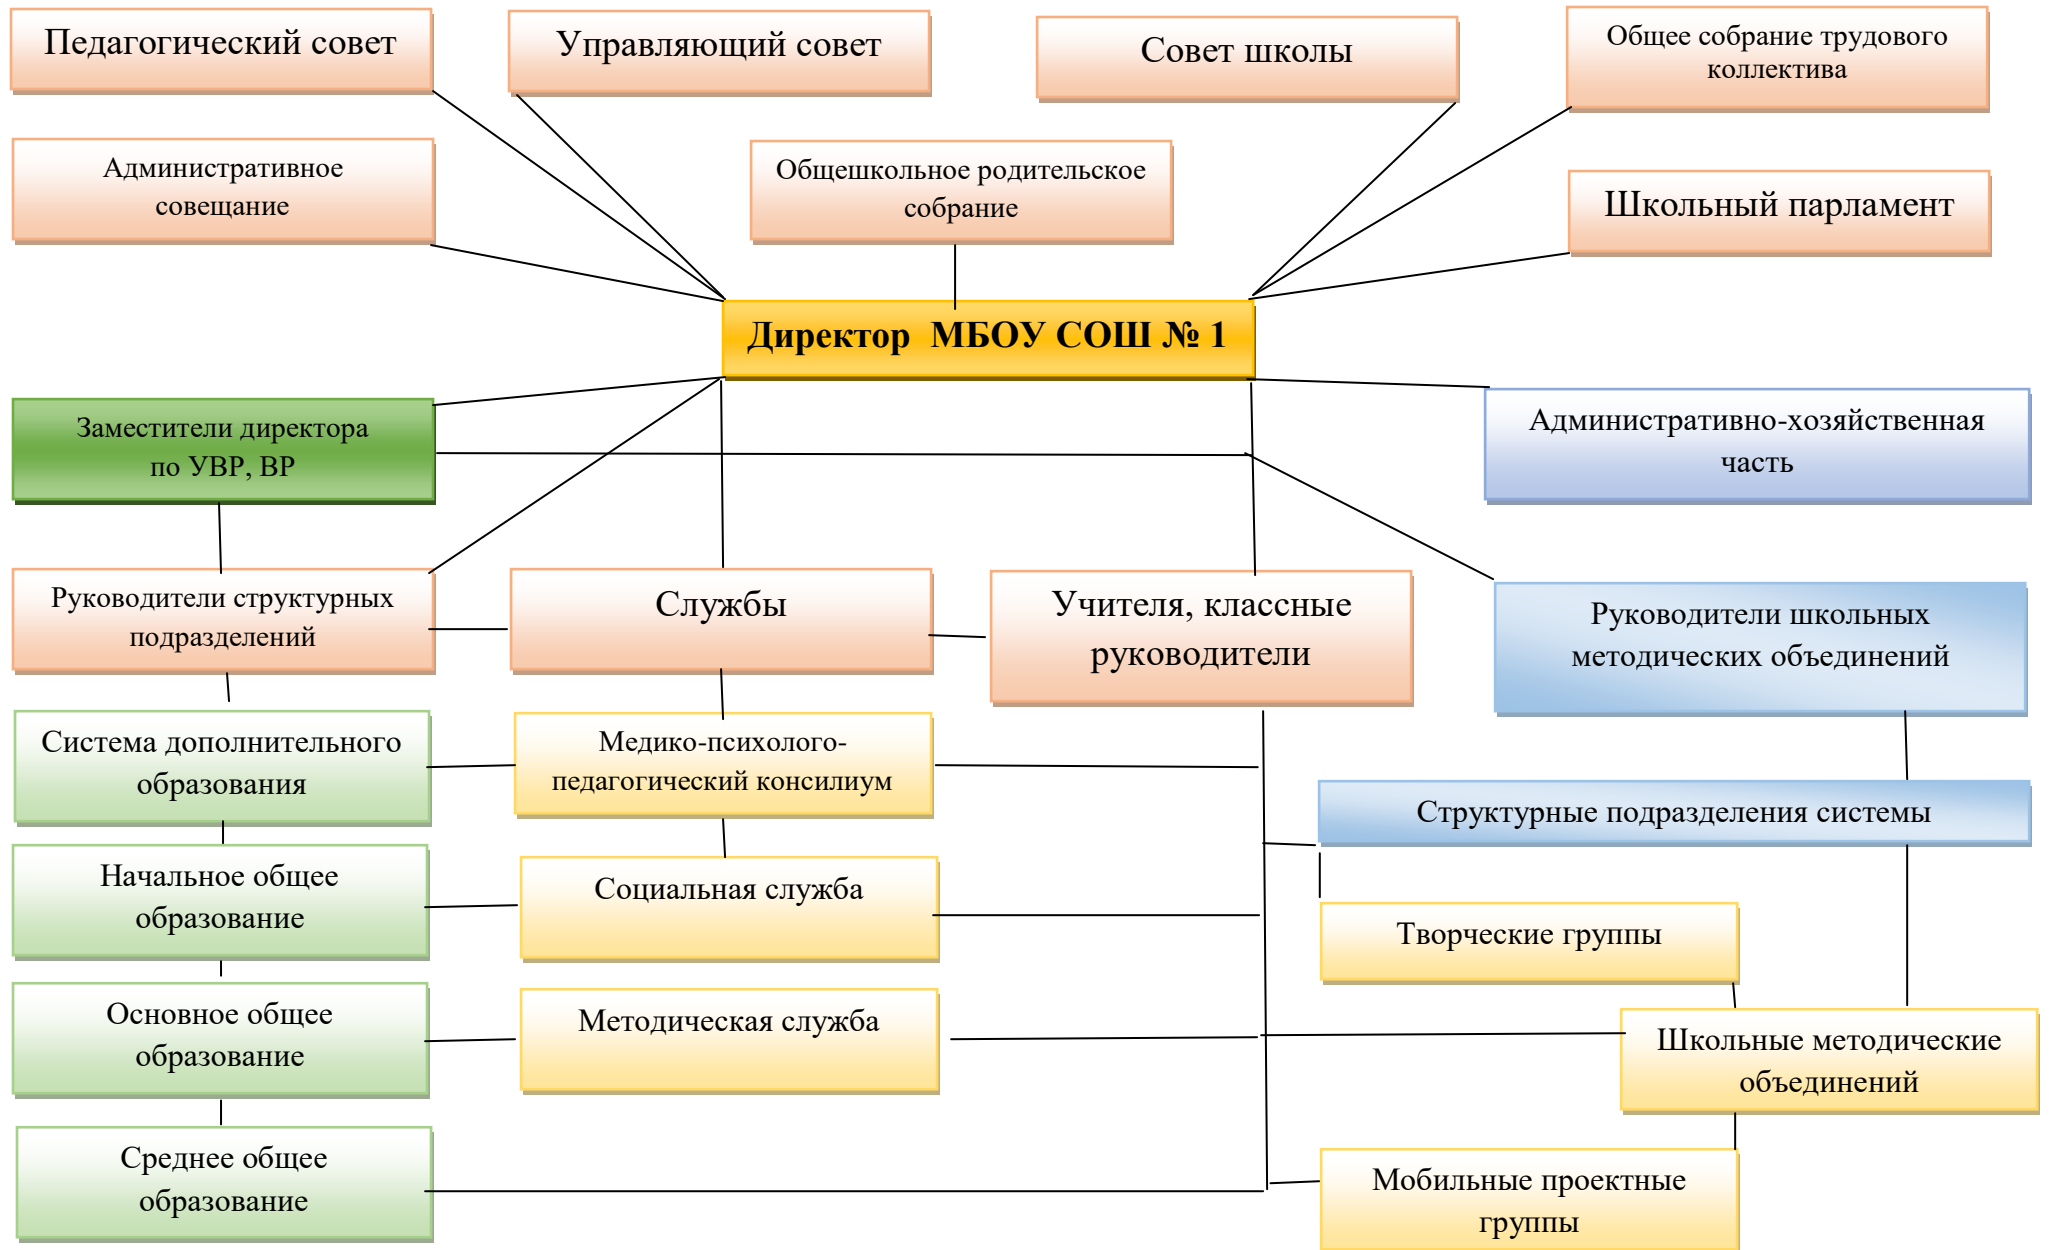 Педагогический совет
Управляющий совет
Совет школы
Общее собрание трудового
коллектива
Административное
совещание
Общешкольное родительское
собрание
Школьный парламент
Директор  МБОУ СОШ № 1
Заместители директора
по УВР, ВР
Административно-хозяйственная
часть
Руководители структурных
подразделений
Службы
Учителя, классные
руководители
Руководители школьных
методических объединений
Система дополнительного
образования
Медико-психолого-
педагогический консилиум
Структурные подразделения системы
Начальное общее
образование
Социальная служба
Творческие группы
Основное общее
образование
Методическая служба
Школьные методические
объединений
Среднее общее
образование
Мобильные проектные
группы